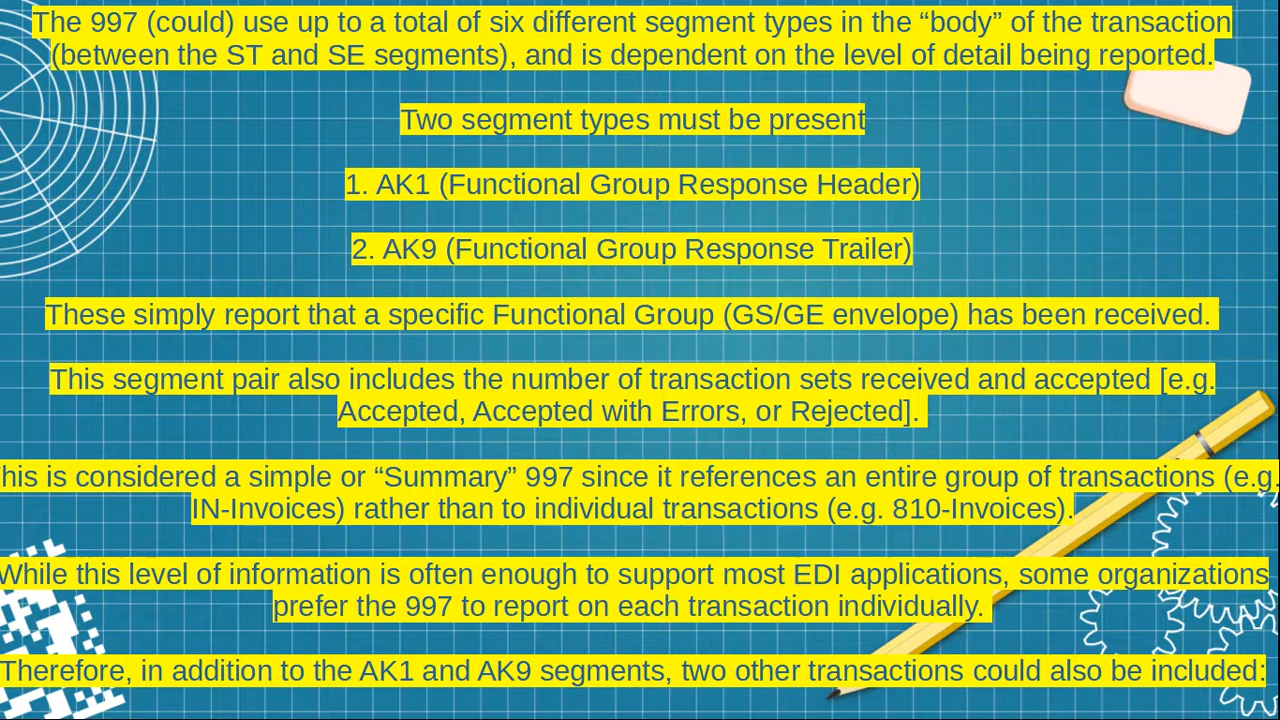 The 997 (could) use up to a total of six different segment types in the “body” of the transaction
(between the ST and SE segments), and is dependent on the level of detail being reported.
Two segment types must be present
1. AK1 (Functional Group Response Header)
2. AK9 (Functional Group Response Trailer)
These simply report that a specific Functional Group (GS/GE envelope) has been received.
This segment pair also includes the number of transaction sets received and accepted [e.g.
Accepted, Accepted with Errors, or Rejected].
his is considered a simple or “Summary” 997 since it references an entire group of transactions (e.g.
IN-Invoices) rather than to individual transactions (e.g. 810-Invoices).
While this level of information is often enough to support most EDI applications, some organizations
prefer the 997 to report on each transaction individually.
Therefore, in addition to the AK1 and AK9 segments, two other transactions could also be included: